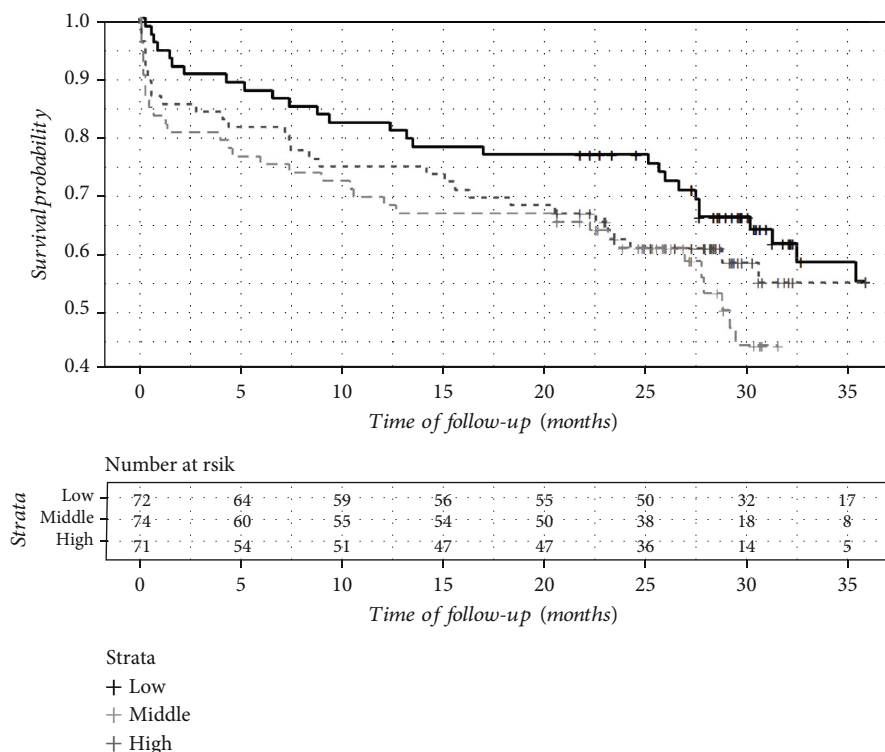 1.0
0.9
0.8
0.7
0.6
0.5
0.4
Survival probability
0 5 10 15 20 25 30 35
Time of follow-up (months)
Number at rsik
Strata
Low 72 64 59 56 55 50 32 17
Middle 74 60 55 54 50 38 18 8
High 71 54 51 47 47 36 14 5
0 5 10 15 20 25 30 35
Time of follow-up (months)
Strata
Low
Middle
High